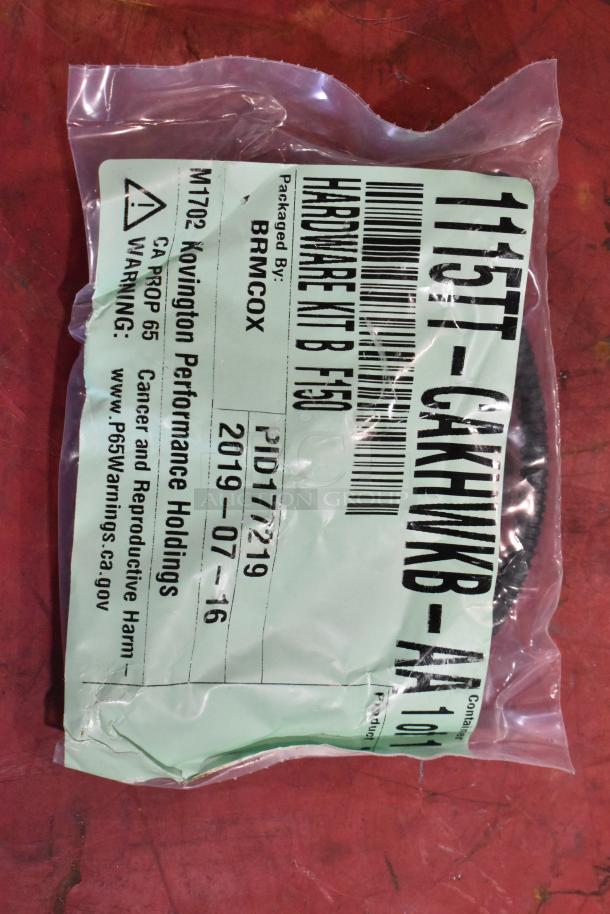 1115TT-CAKHWKB-AA
Container
1 of 1
Product
HARDWARE KIT B F150
Packaged By:
BRMCOX
PID177219
2019-07-16
M1702 Kovington Performance Holdings
CA PROP 65
WARNING:
Cancer and Reproductive Harm -
www.P65Warnings.ca.gov